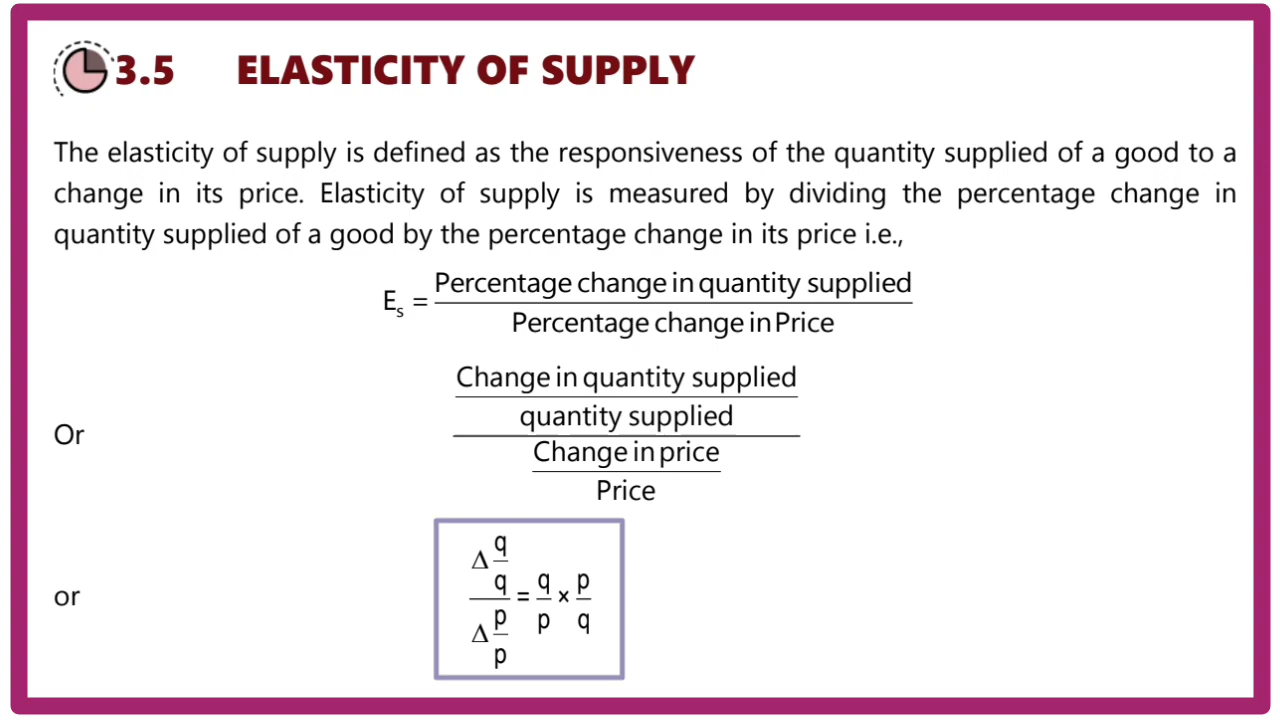 3.5 ELASTICITY OF SUPPLY
The elasticity of supply is defined as the responsiveness of the quantity supplied of a good to a
change in its price. Elasticity of supply is measured by dividing the percentage change in
quantity supplied of a good by the percentage change in its price i.e.,
Percentage change in quantity supplied
Es =
Percentage change in Price
Change in quantity supplied
quantity supplied
Or
Change in price
Price
Δ q
q
or = q/p × p/q
Δ p
p